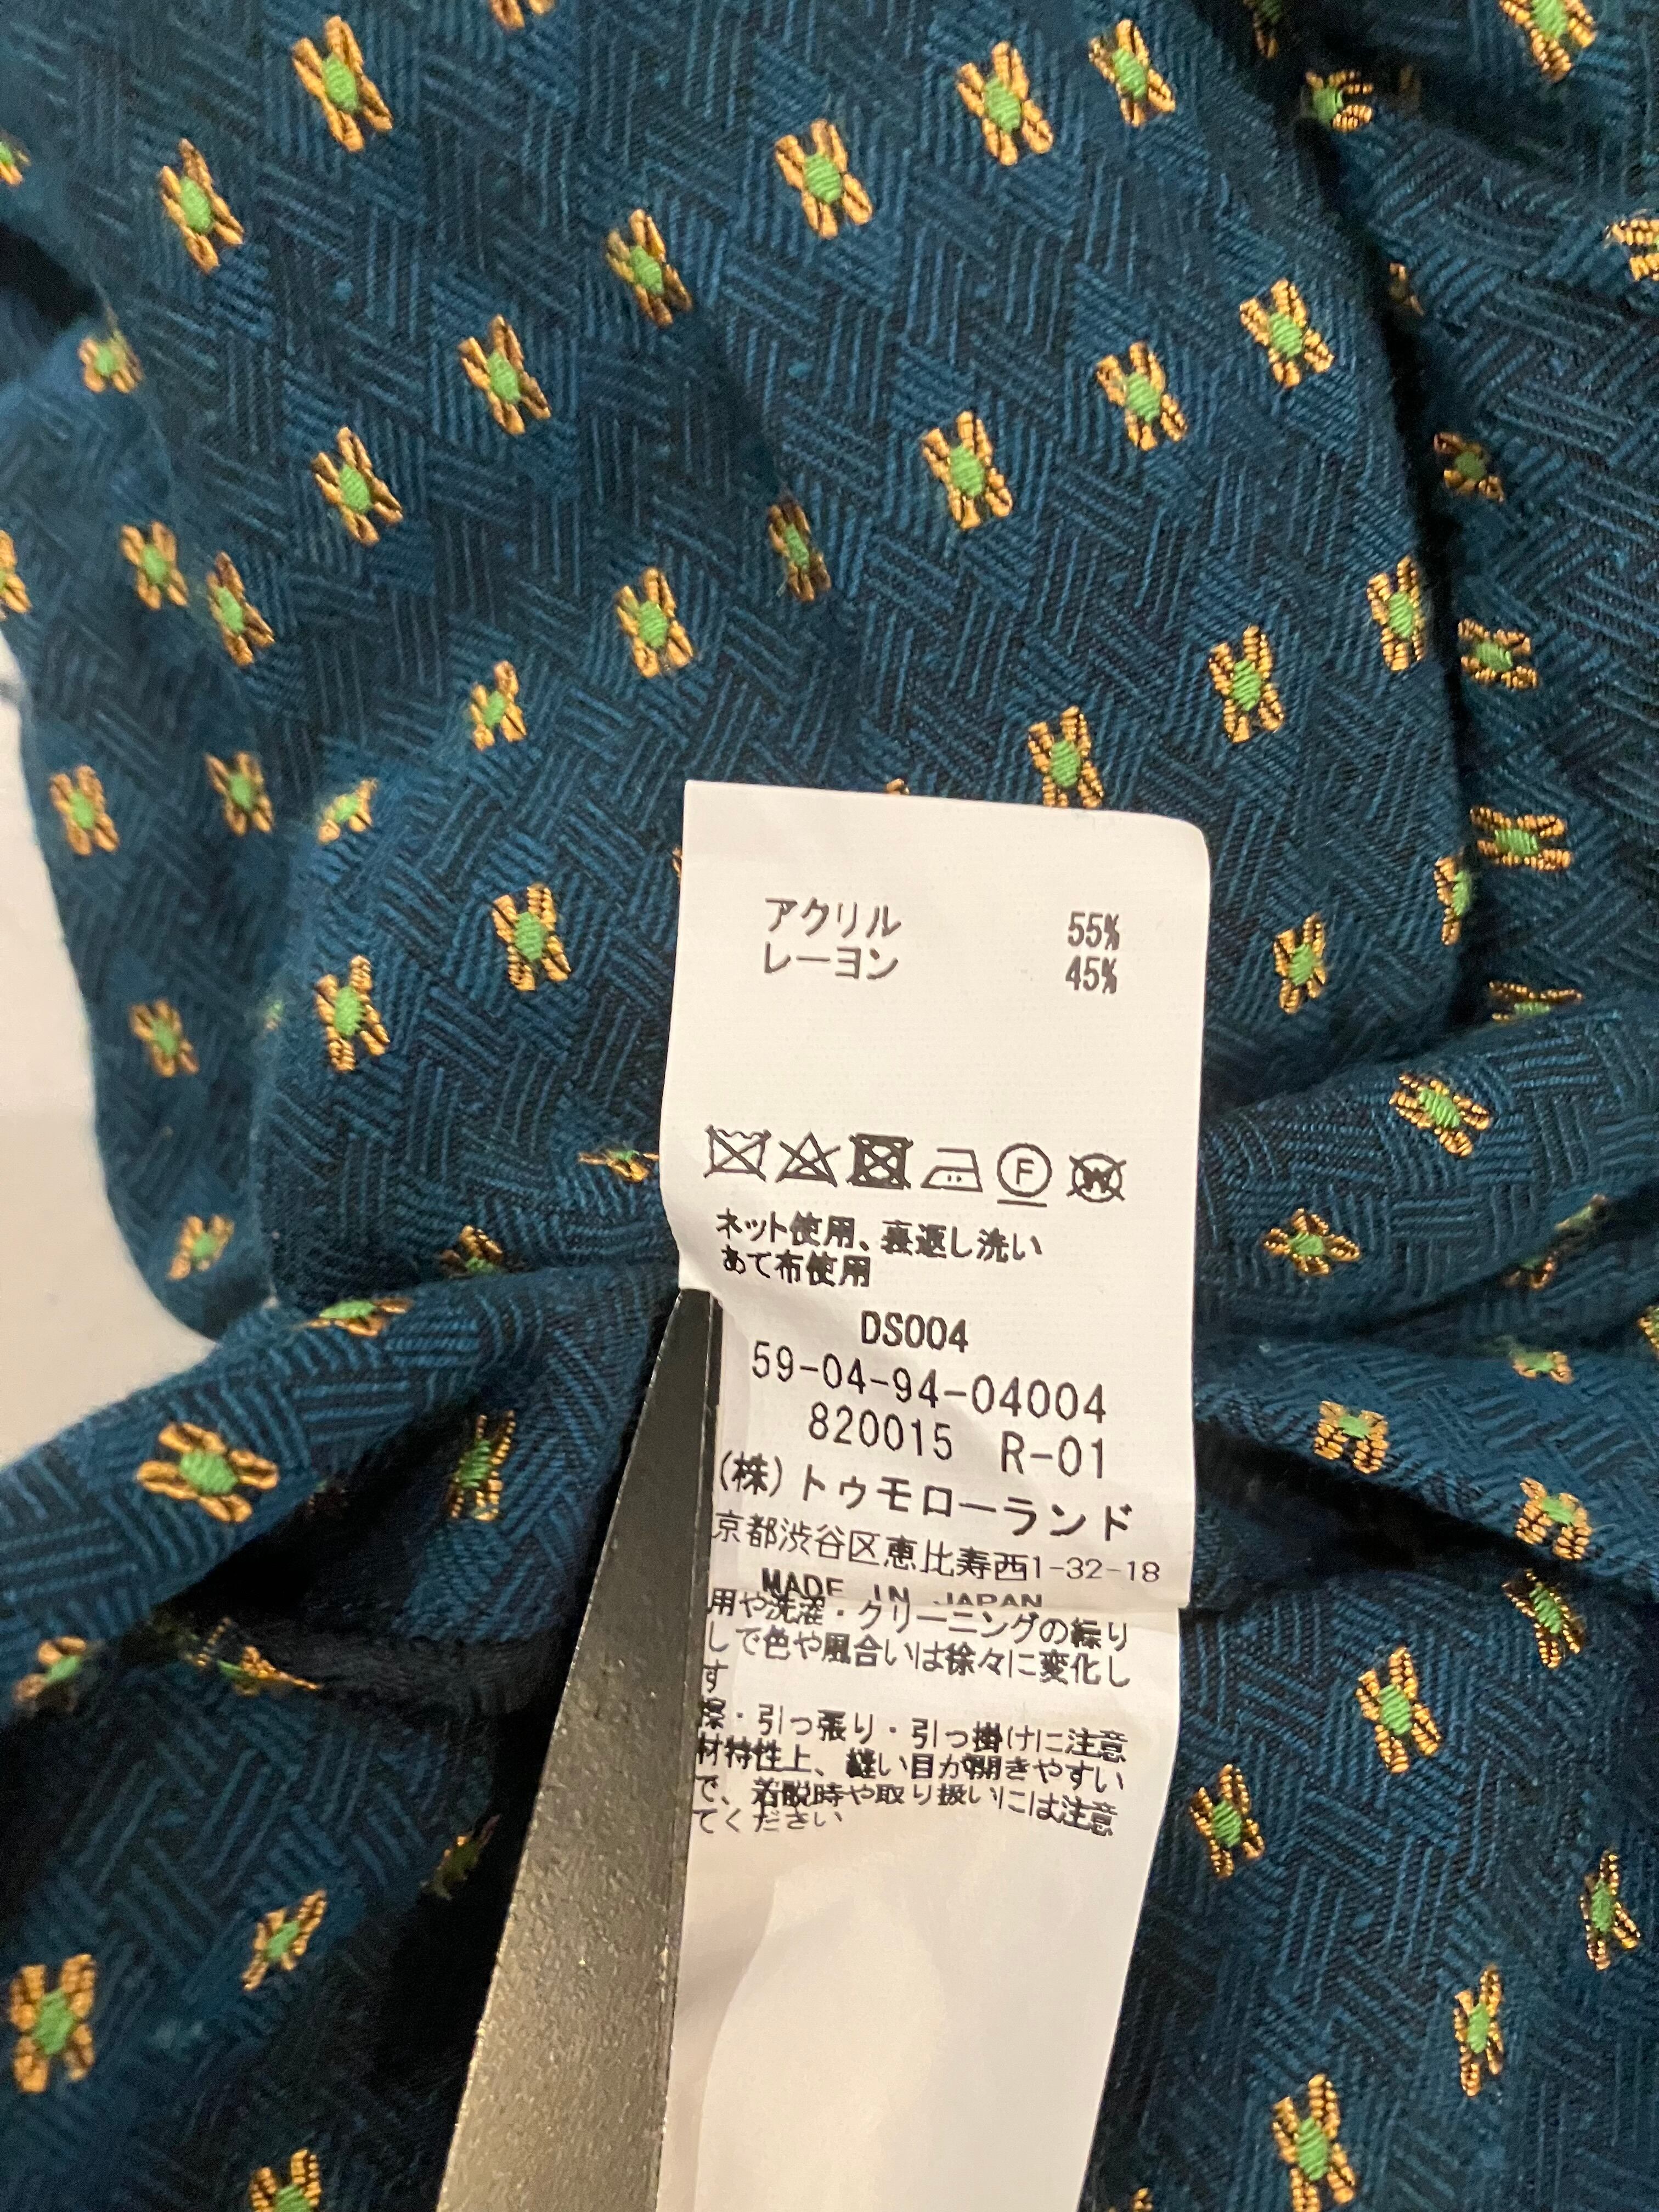 アクリル 55%
レーヨン 45%
F
W
ネット使用、裏返し洗い
あて布使用
DS004
59-04-94-04004
820015 R-01
(株)トゥモローランド
京都渋谷区恵比寿西1-32-18
MADE IN JAPAN
用や洗濯・クリーニングの繰り
しで色や風合いは徐々に変化し
す
擦・引っ張り・引っ掛けに注意
材特性上、縫い目が開きやすい
で、着脱時や取り扱いには注意
てください